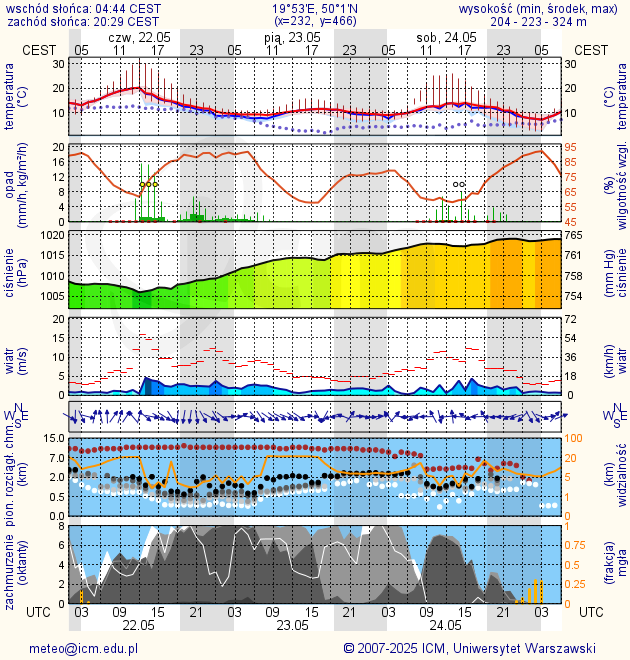 wschód słońca: 04:44 CEST 19°53'E, 50°1'N wysokość (min, środek, max)
zachód słońca: 20:29 CEST (x=232, y=466) 204 - 223 - 324 m
czw, 22.05 pią, 23.05 sob, 24.05
CEST 05 11 17 23 05 11 17 23 05 11 17 23 05 CEST
temperatura (°C) 30 20 10 30 20 10 (°C) temperatura
opad (mm/h, kg/m²/h) 20 16 12 8 4 0 95 85 75 65 55 45 (%) wilgotność wzgl.
ciśnienie (hPa) 1020 1015 1010 1005 765 761 758 754 (mm Hg) ciśnienie
wiatr (m/s) 20 15 10 5 0 72 54 36 18 0 (km/h) wiatr
N W E S N W E S
pion. rozciągł. chm. (km) 15.0 7.0 2.0 0.5 0.0 100 20 5 1 0 (km) widzialność
zachmurzenie (oktanty) 8 6 4 2 0 1 0.75 0.5 0.25 0 (frakcja) mgła
UTC 03 09 15 21 03 09 15 21 03 09 15 21 03 UTC
22.05 23.05 24.05
meteo@icm.edu.pl © 2007-2025 ICM, Uniwersytet Warszawski